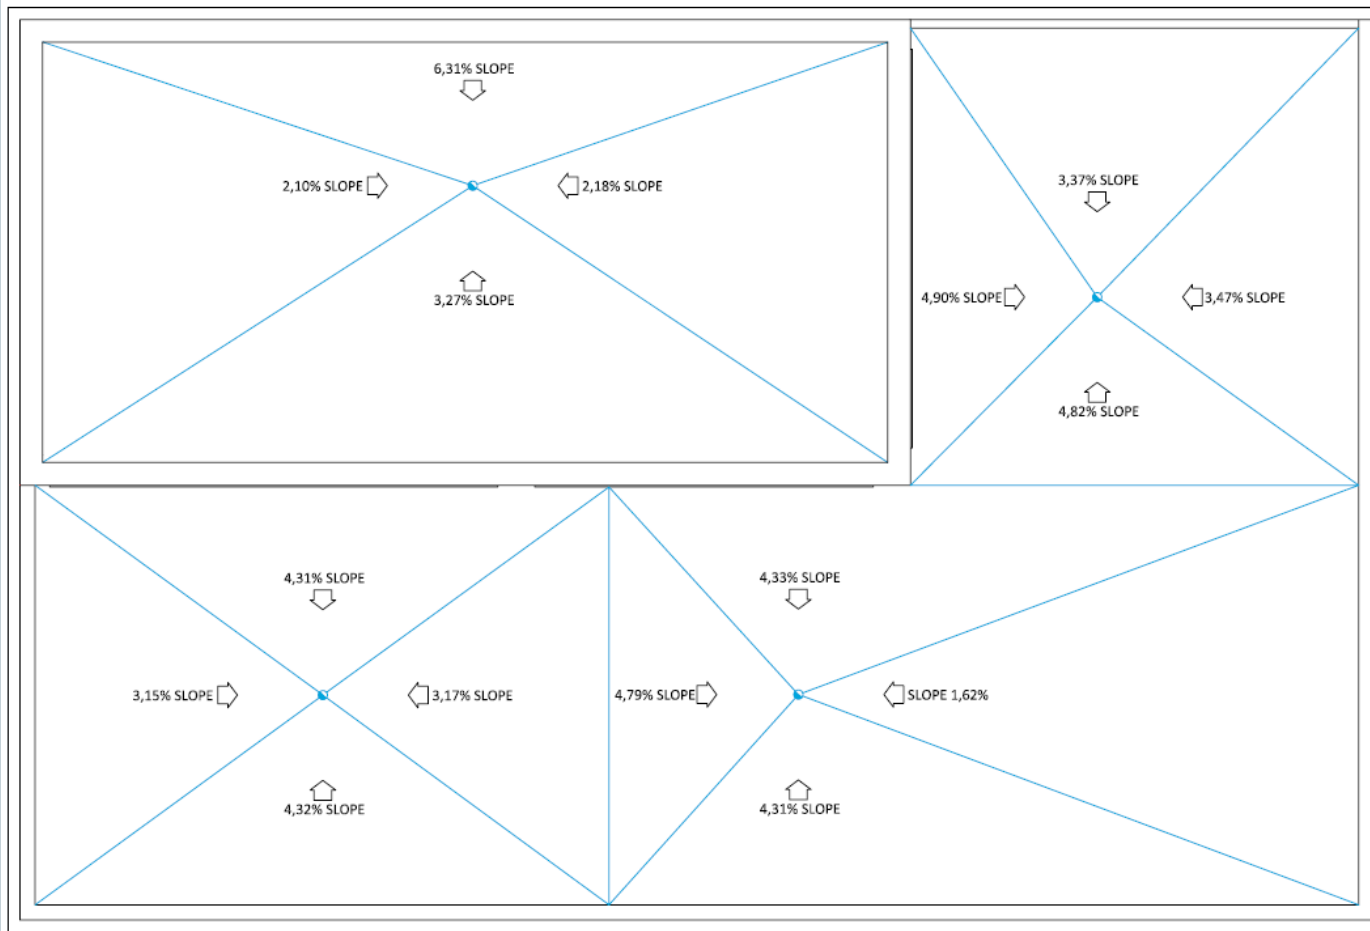 6,31% SLOPE
2,10% SLOPE
2,18% SLOPE
3,27% SLOPE
3,37% SLOPE
4,90% SLOPE
3,47% SLOPE
4,82% SLOPE
4,31% SLOPE
3,15% SLOPE
3,17% SLOPE
4,32% SLOPE
4,33% SLOPE
4,79% SLOPE
SLOPE 1,62%
4,31% SLOPE